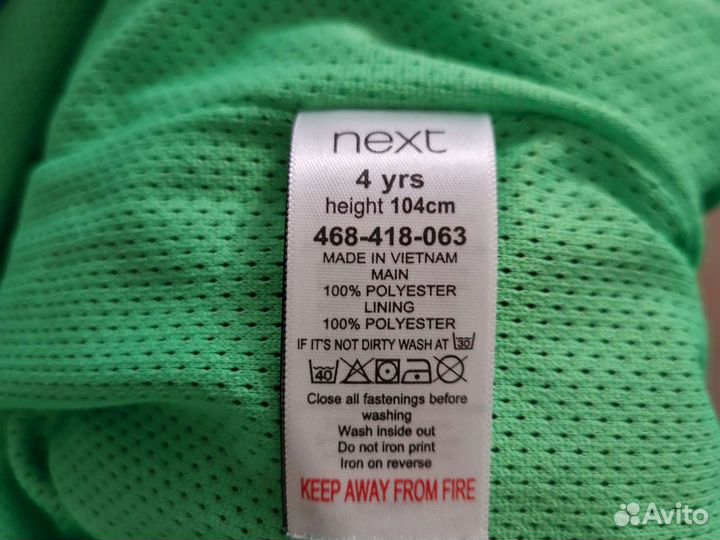 next
4 yrs
height 104cm
468-418-063
MADE IN VIETNAM
MAIN
100% POLYESTER
LINING
100% POLYESTER
IF IT'S NOT DIRTY WASH AT 30
40
Close all fastenings before
washing
Wash inside out
Do not iron print
Iron on reverse
KEEP AWAY FROM FIRE
Avito